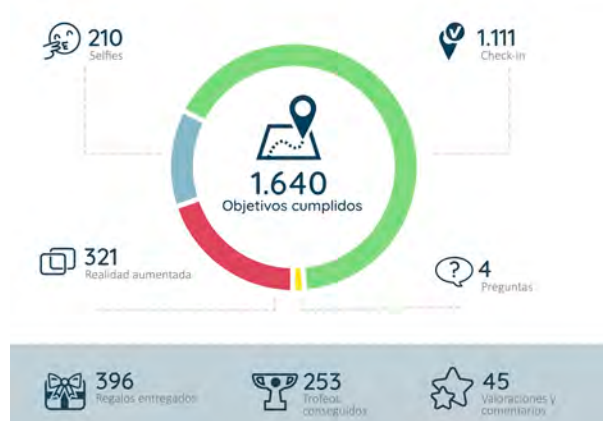 210
Selfies
1.111
Check-in
1.640
Objetivos cumplidos
321
Realidad aumentada
?
4
Preguntas
396
Regalos entregados
253
Trofeos
conseguidos
45
Valoraciones y
comentarios